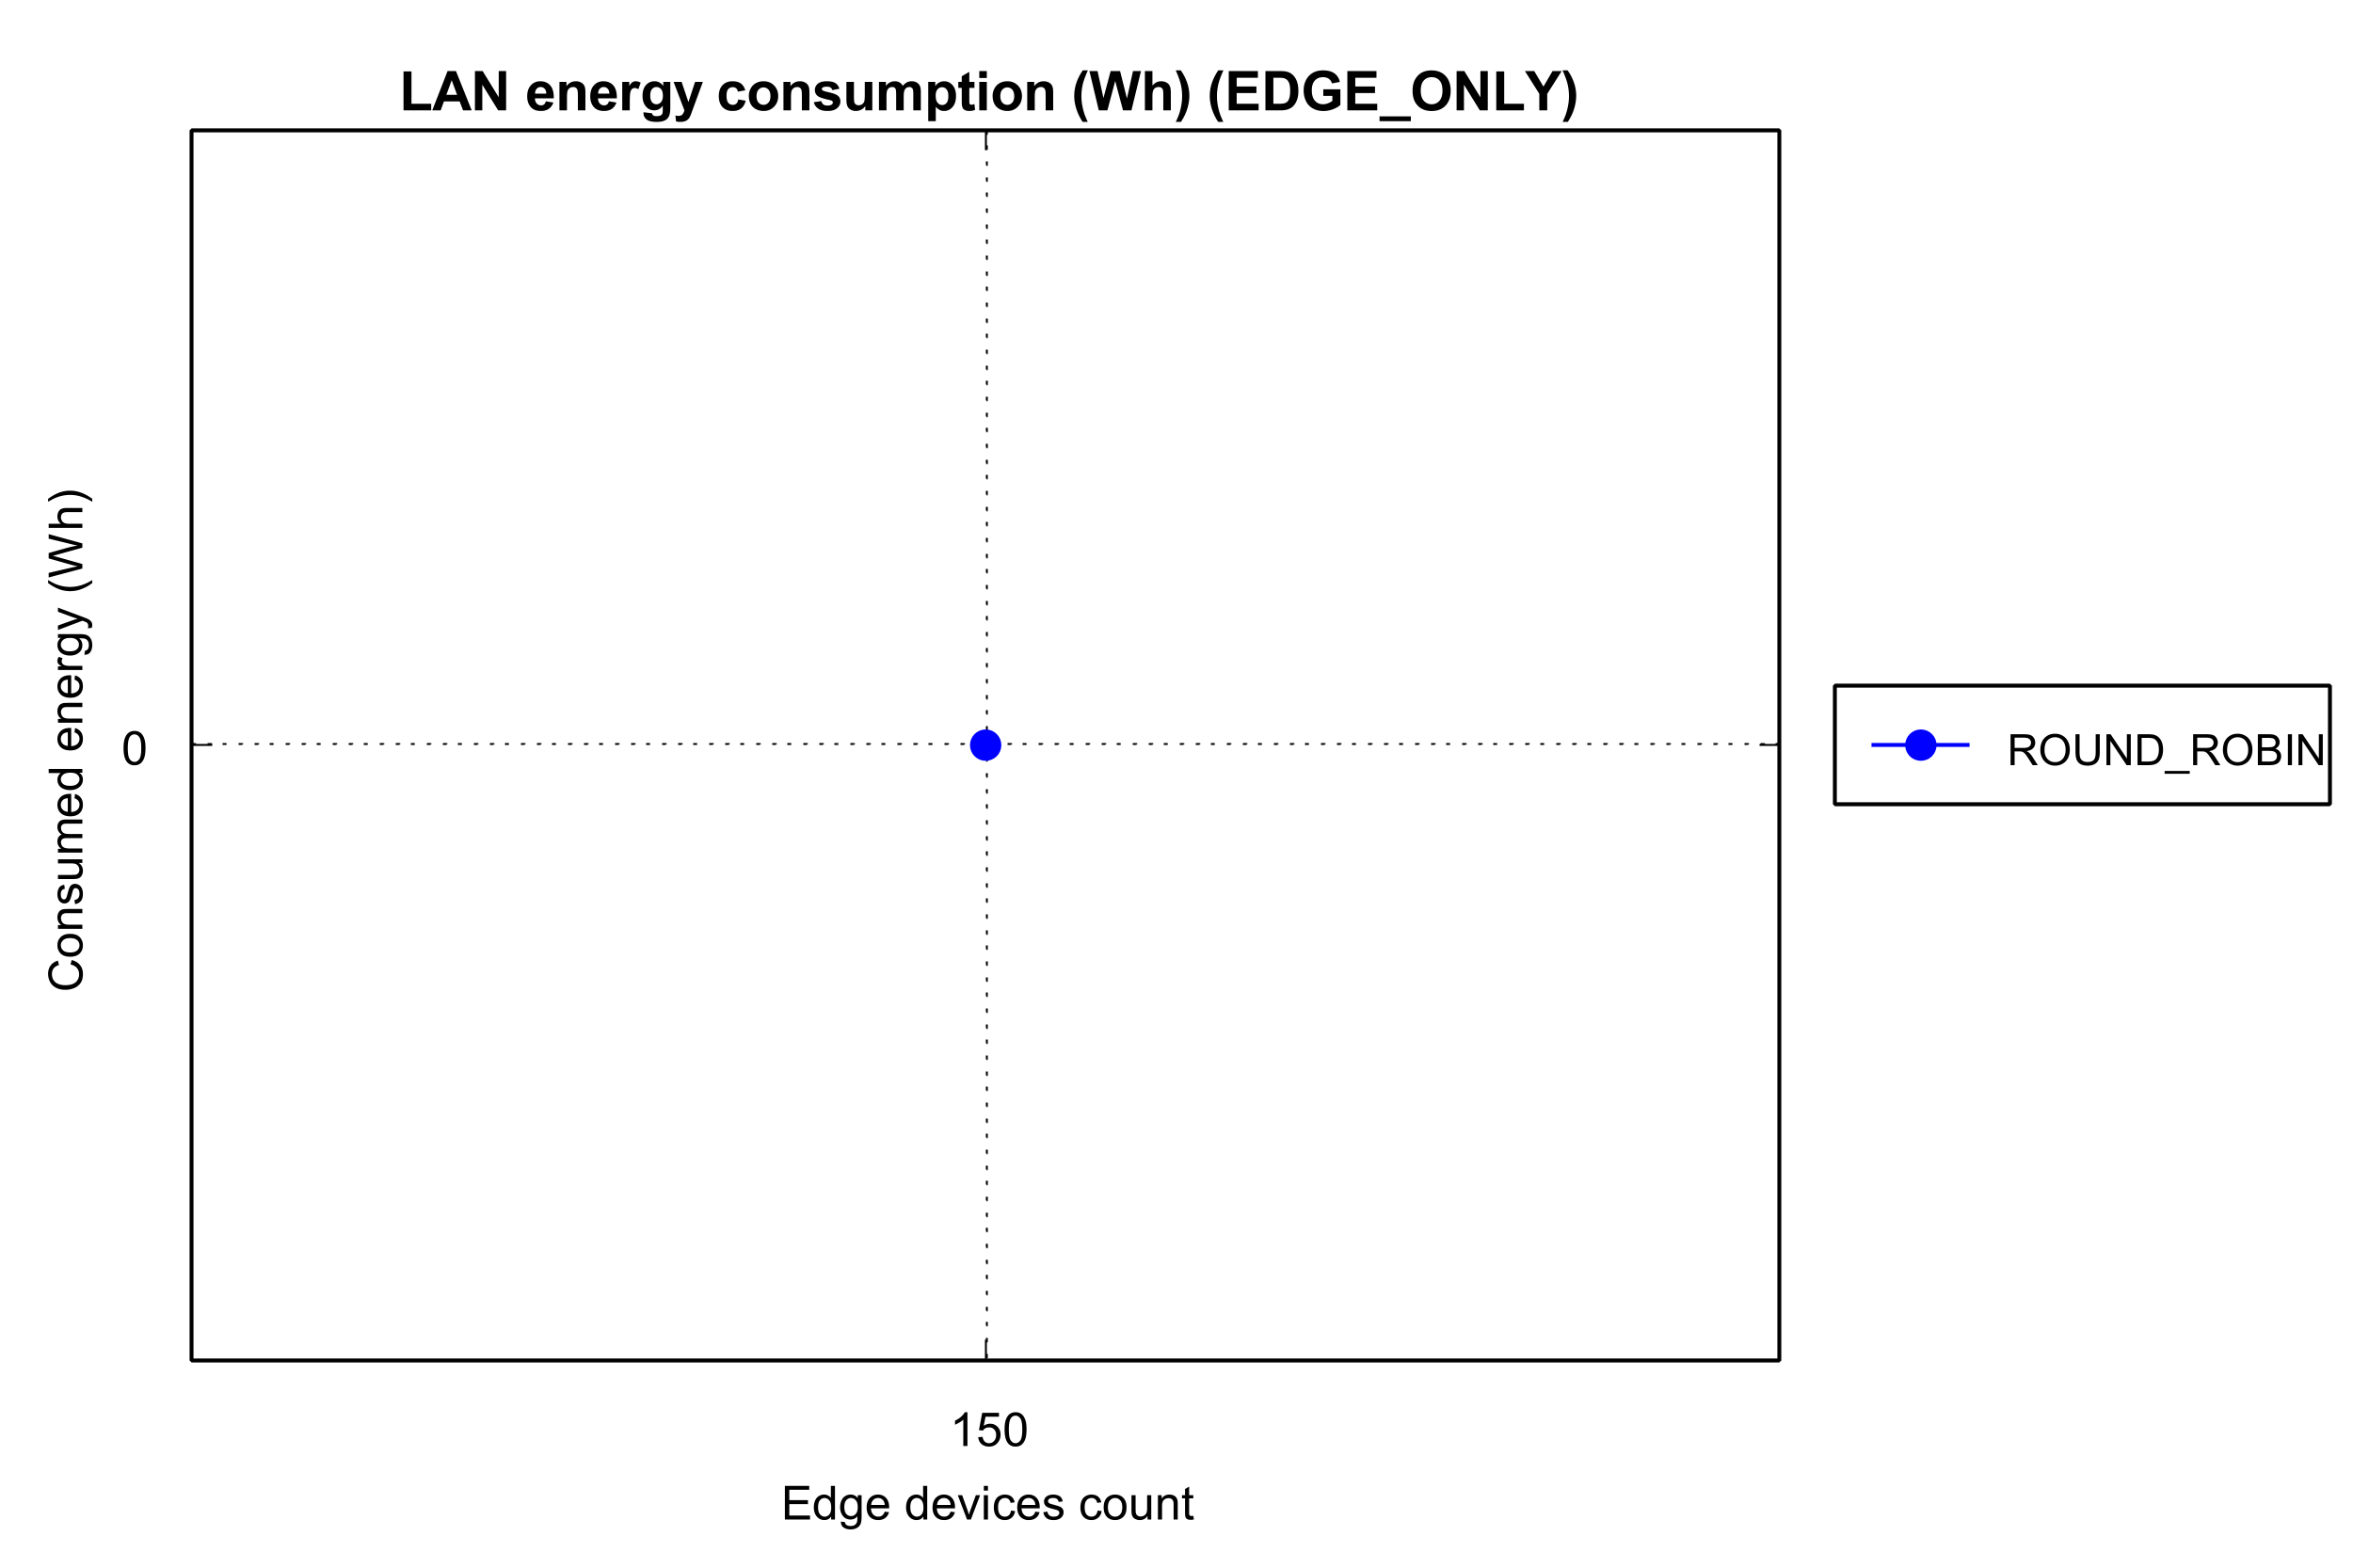 LAN energy consumption (Wh) (EDGE_ONLY)
Consumed energy (Wh)
0
ROUND_ROBIN
150
Edge devices count